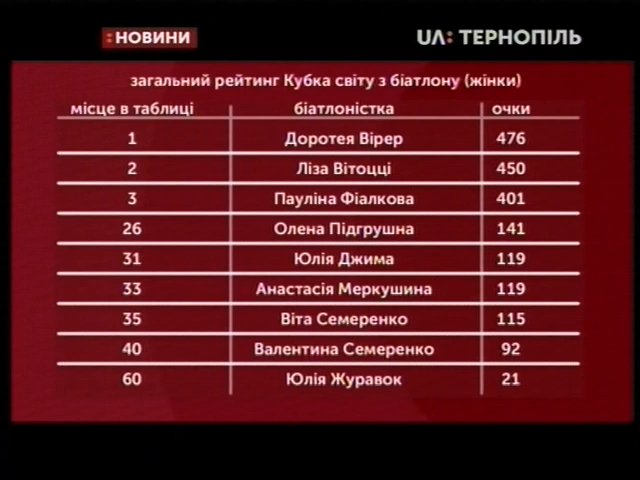 :НОВИНИ
UA: ТЕРНОПІЛЬ
загальний рейтинг Кубка світу з біатлону (жінки)
місце в таблиці біатлоністка очки
1 Доротея Вірер 476
2 Ліза Вітоцці 450
3 Пауліна Фіалкова 401
26 Олена Підгрушна 141
31 Юлія Джима 119
33 Анастасія Меркушина 119
35 Віта Семеренко 115
40 Валентина Семеренко 92
60 Юлія Журавок 21